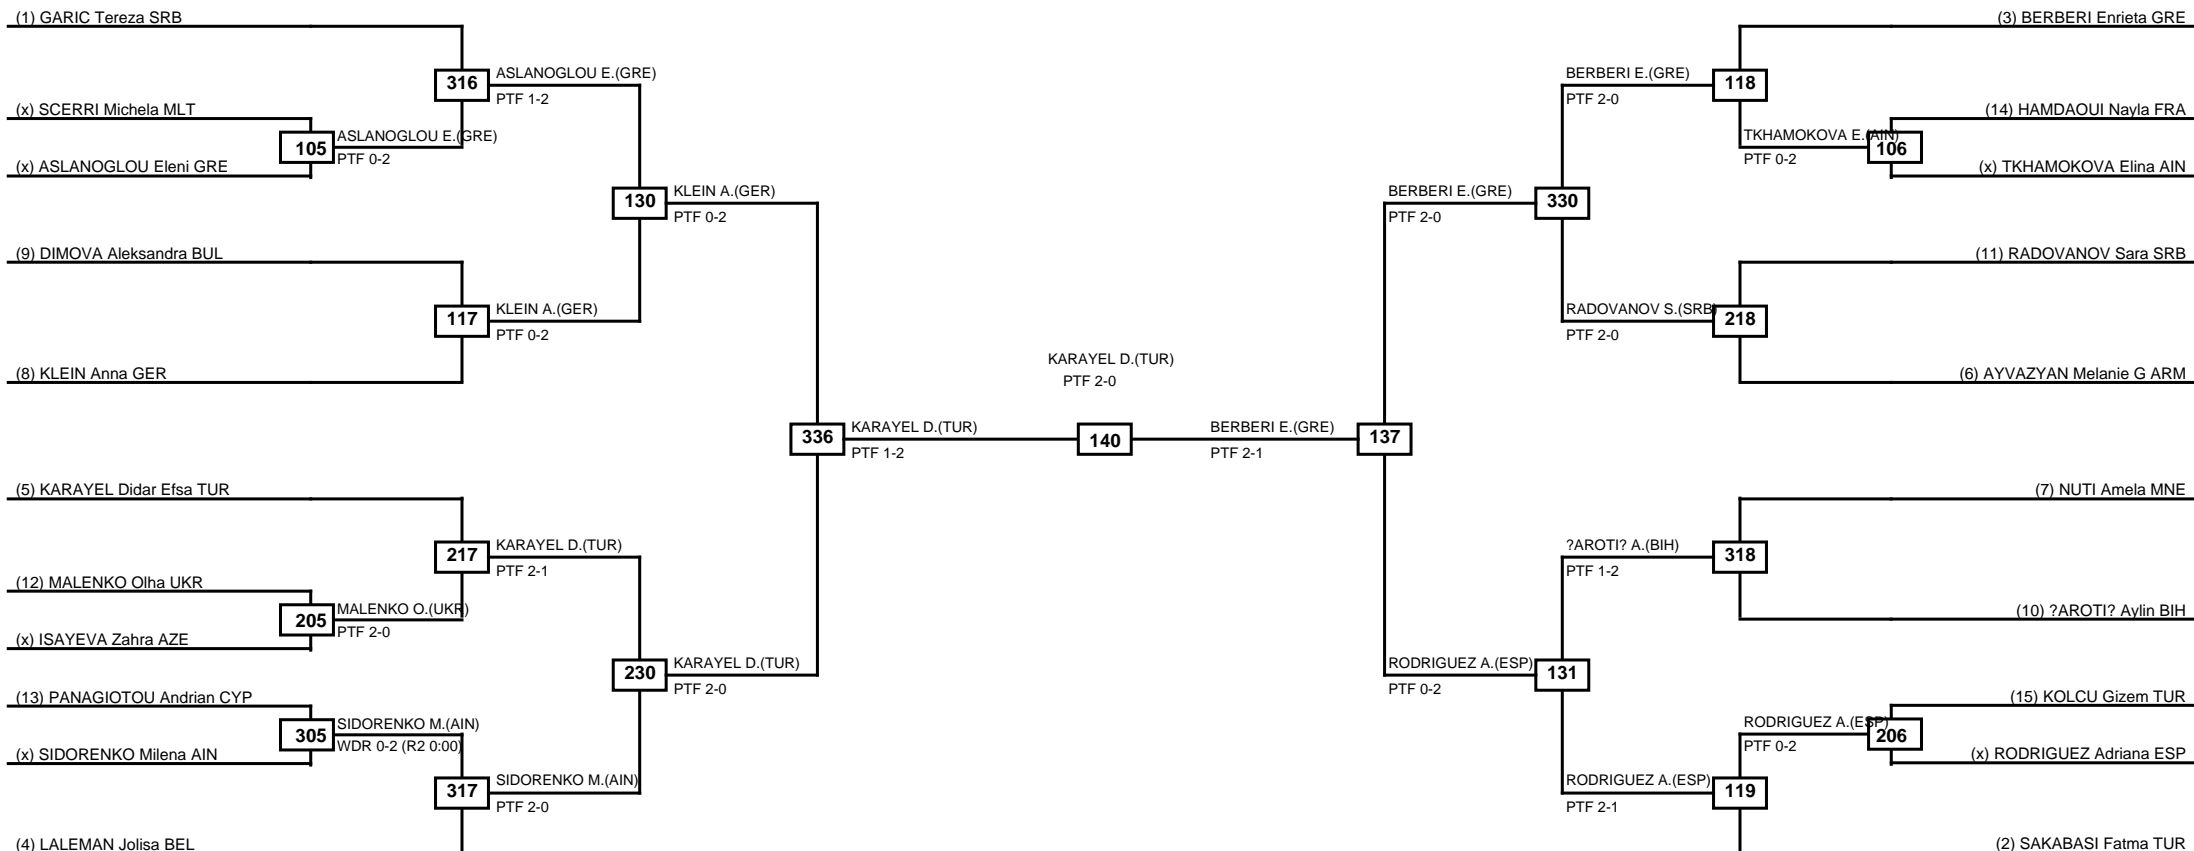 (1) GARIC Tereza SRB
(3) BERBERI Enrieta GRE
316
ASLANOGLOU E.(GRE)
PTF 1-2
BERBERI E.(GRE)
PTF 2-0
118
(x) SCERRI Michela MLT
(14) HAMDAOUI Nayla FRA
105
ASLANOGLOU E.(GRE)
PTF 0-2
TKHAMOKOVA E.(AIN)
PTF 0-2
106
(x) ASLANOGLOU Eleni GRE
(x) TKHAMOKOVA Elina AIN
130
KLEIN A.(GER)
PTF 0-2
BERBERI E.(GRE)
PTF 2-0
330
(9) DIMOVA Aleksandra BUL
(11) RADOVANOV Sara SRB
117
KLEIN A.(GER)
PTF 0-2
RADOVANOV S.(SRB)
PTF 2-0
218
KARAYEL D.(TUR)
PTF 2-0
(8) KLEIN Anna GER
(6) AYVAZYAN Melanie G ARM
336
KARAYEL D.(TUR)
PTF 1-2
140
BERBERI E.(GRE)
PTF 2-1
137
(5) KARAYEL Didar Efsa TUR
(7) NUTI Amela MNE
217
KARAYEL D.(TUR)
PTF 2-1
?AROTI? A.(BIH)
PTF 1-2
318
(12) MALENKO Olha UKR
(10) ?AROTI? Aylin BIH
205
MALENKO O.(UKR)
PTF 2-0
(x) ISAYEVA Zahra AZE
230
KARAYEL D.(TUR)
PTF 2-0
RODRIGUEZ A.(ESP)
PTF 0-2
131
(13) PANAGIOTOU Andrian CYP
(15) KOLCU Gizem TUR
305
SIDORENKO M.(AIN)
WDR 0-2 (R2 0:00)
RODRIGUEZ A.(ESP)
PTF 0-2
206
(x) SIDORENKO Milena AIN
(x) RODRIGUEZ Adriana ESP
317
SIDORENKO M.(AIN)
PTF 2-0
RODRIGUEZ A.(ESP)
PTF 2-1
119
(4) LALEMAN Jolisa BEL
(2) SAKABASI Fatma TUR